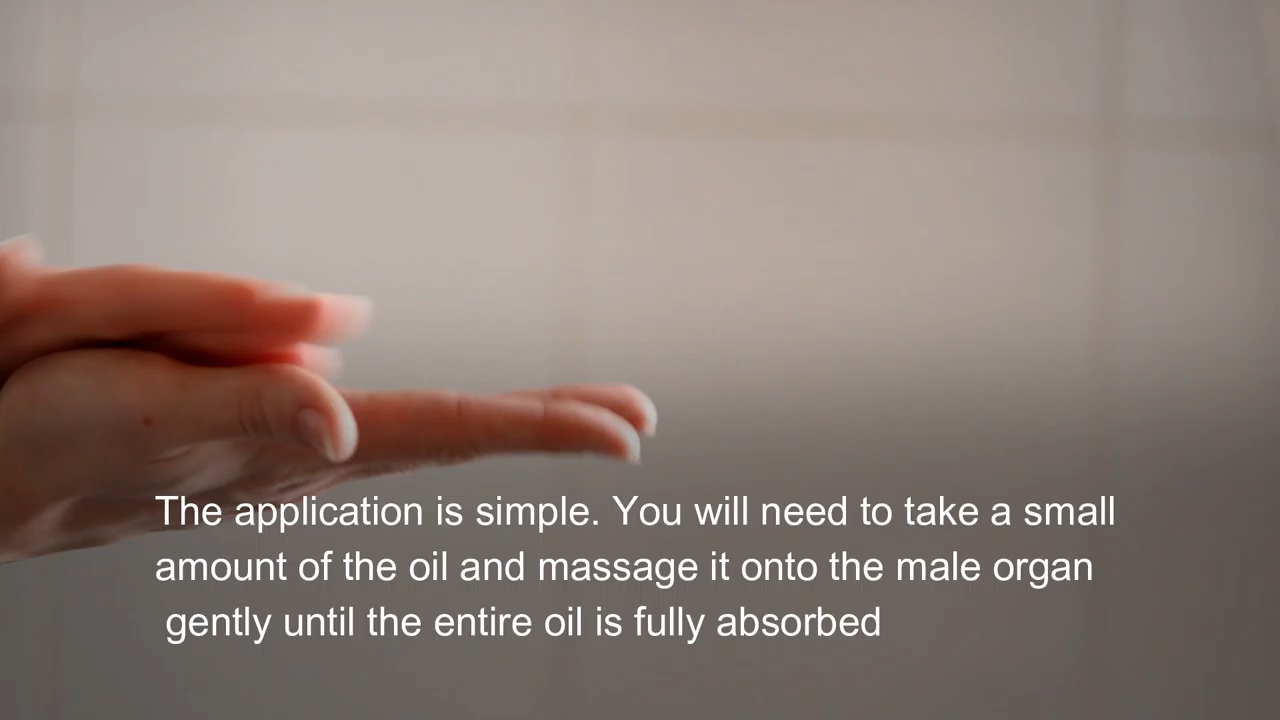 The application is simple. You will need to take a small
amount of the oil and massage it onto the male organ
gently until the entire oil is fully absorbed